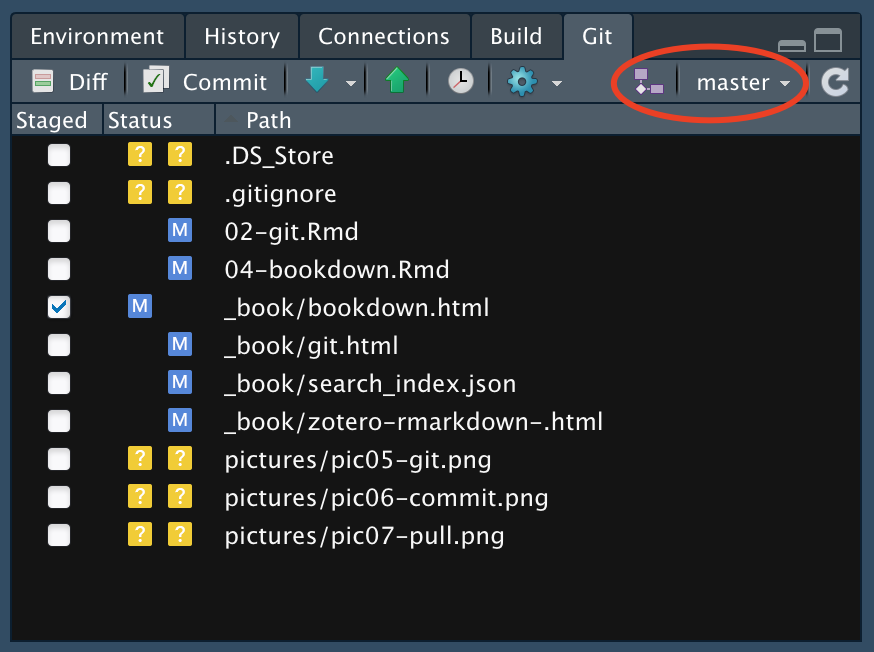 Environment History Connections Build Git
Diff Commit master
Staged Status Path
? ? .DS_Store
? ? .gitignore
M 02-git.Rmd
M 04-bookdown.Rmd
M _book/bookdown.html
M _book/git.html
M _book/search_index.json
M _book/zotero-rmarkdown-.html
? ? pictures/pic05-git.png
? ? pictures/pic06-commit.png
? ? pictures/pic07-pull.png